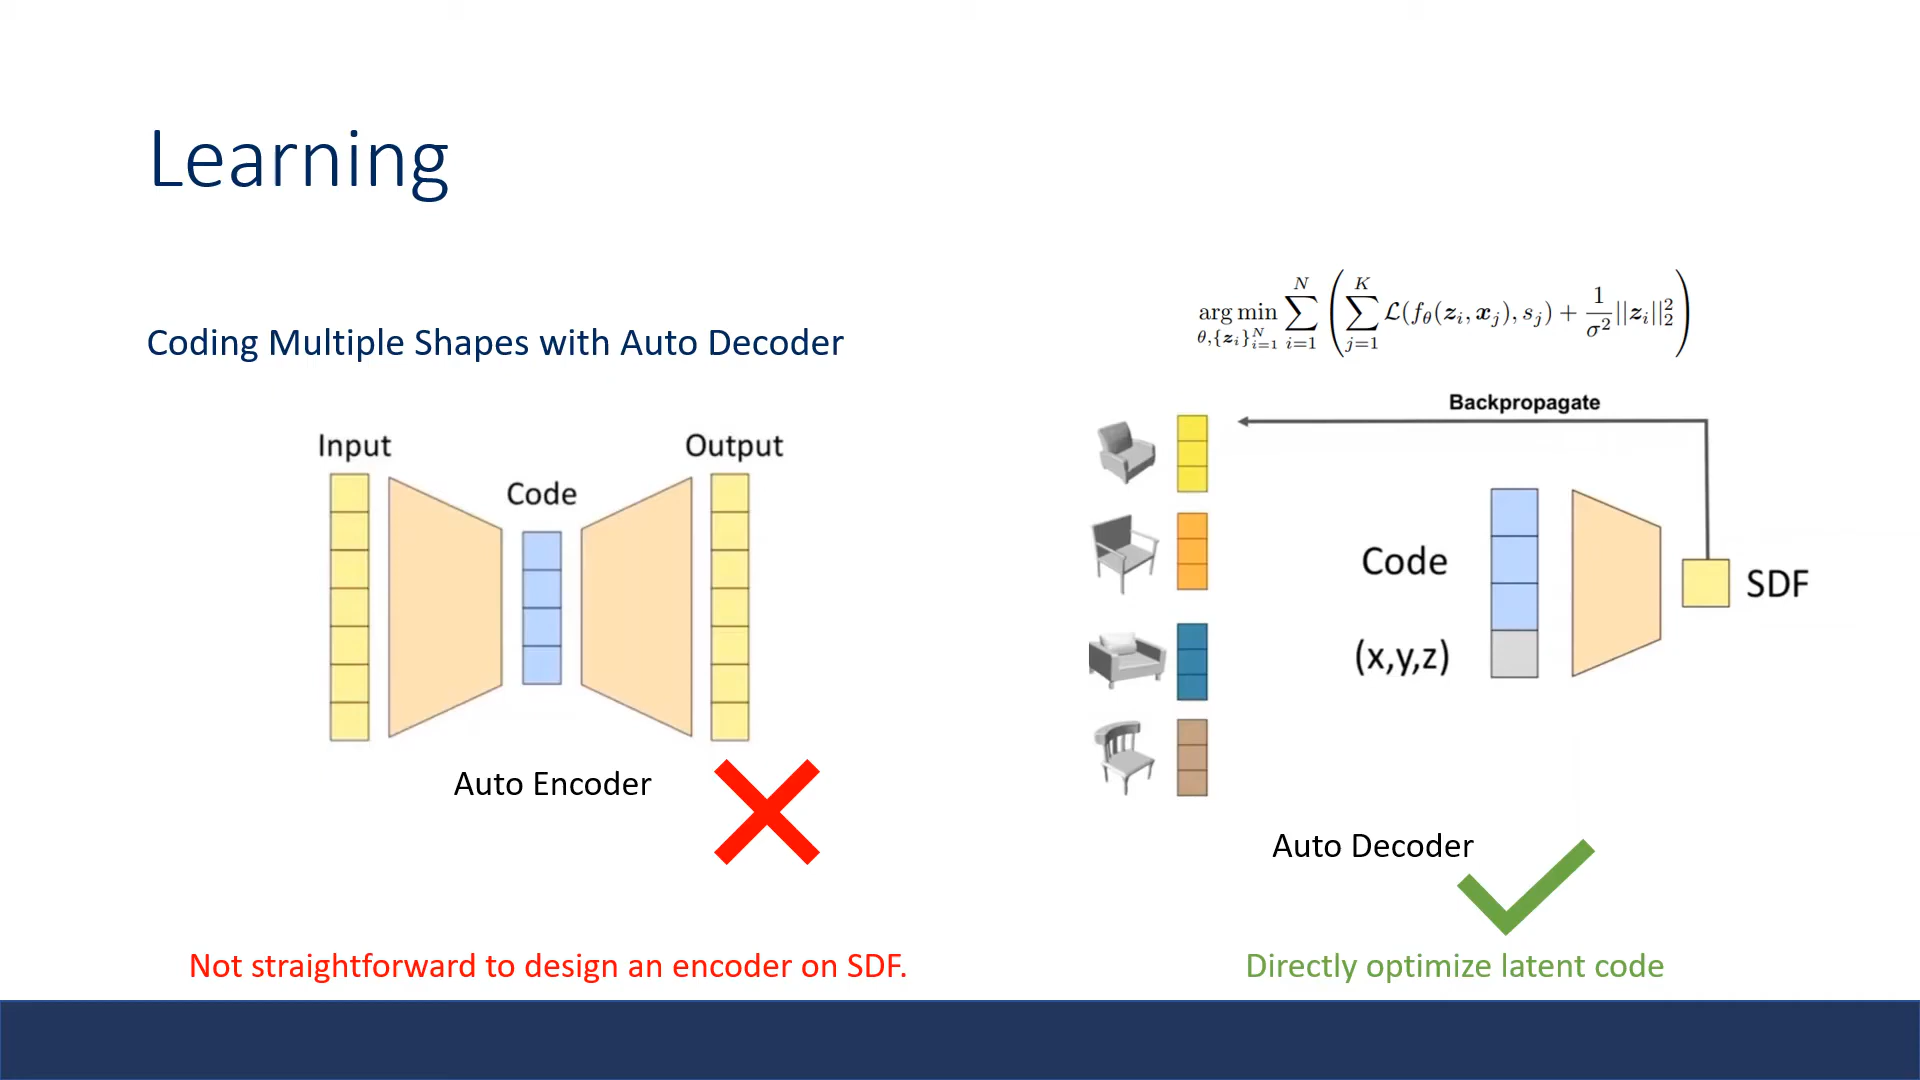 Learning
Coding Multiple Shapes with Auto Decoder
Input
Output
Code
Auto Encoder
Not straightforward to design an encoder on SDF.
arg min_{θ,{z_i}_{i=1}^N} ∑_{i=1}^{N} ( ∑_{j=1}^{K} ℒ(f_θ(z_i, x_j), s_j) + 1/σ² ||z_i||_2^2 )
Backpropagate
Code
(x,y,z)
SDF
Auto Decoder
Directly optimize latent code